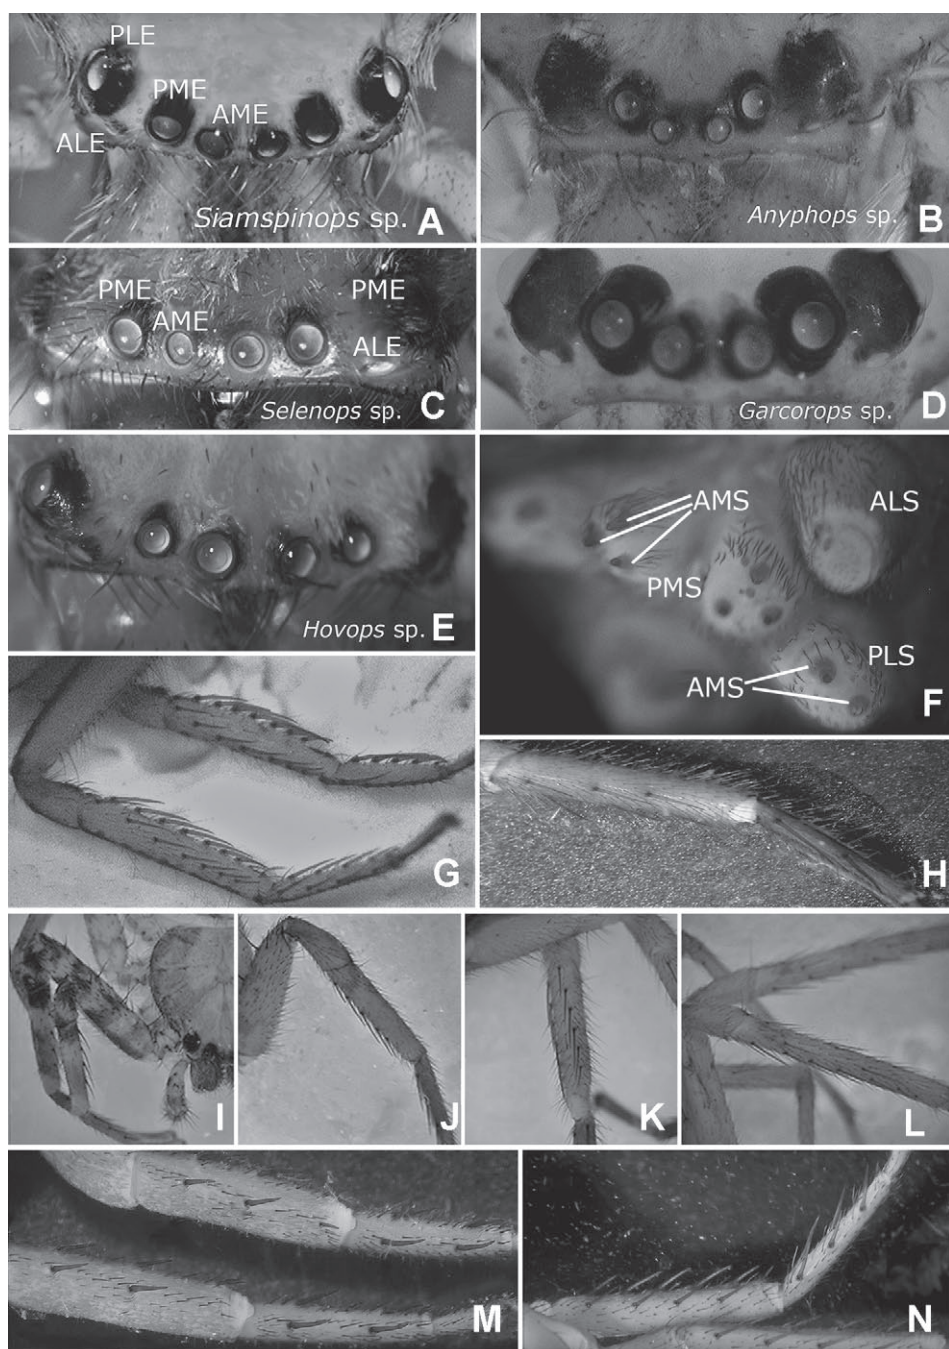 PLE
PME
AME
ALE
Siamspinops sp. A
Anyphops sp. B
PME
PME
AME
ALE
Selenops sp. C
Garcorops sp. D
Hovops sp. E
AMS
ALS
PMS
PLS
AMS
F
G
H
I
J
K
L
M
N